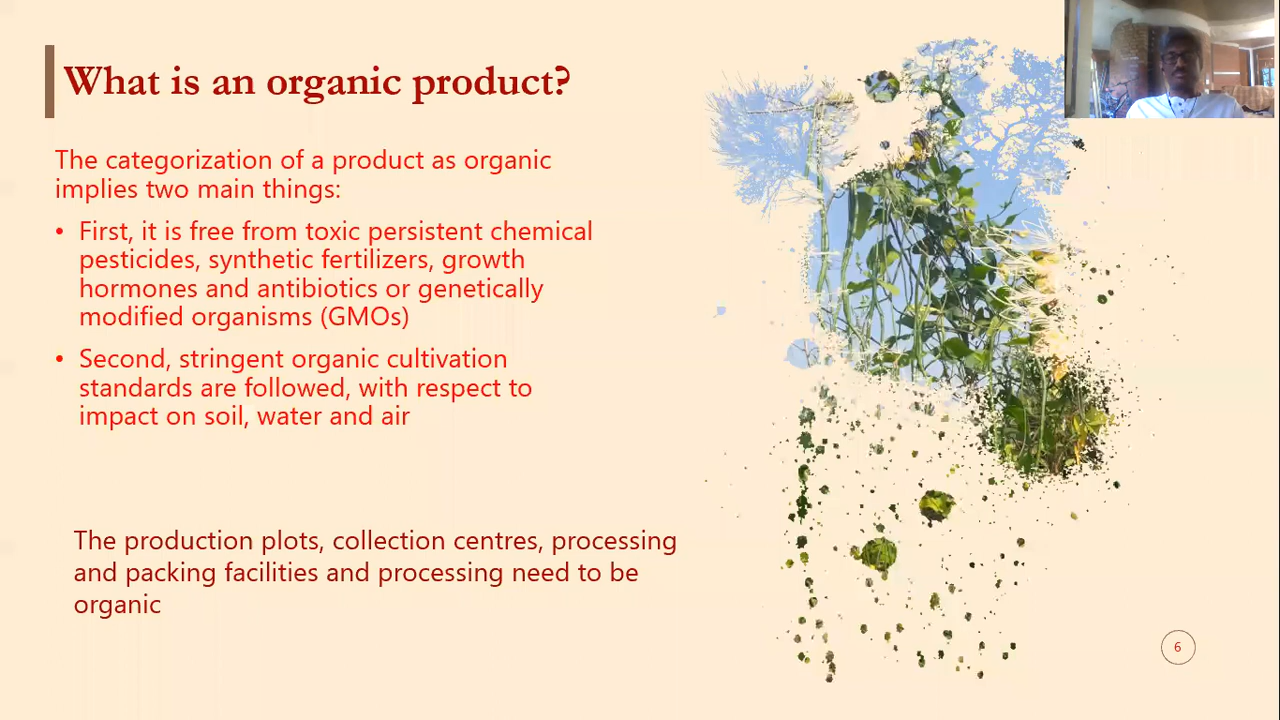 What is an organic product?
The categorization of a product as organic
implies two main things:
• First, it is free from toxic persistent chemical
pesticides, synthetic fertilizers, growth
hormones and antibiotics or genetically
modified organisms (GMOs)
• Second, stringent organic cultivation
standards are followed, with respect to
impact on soil, water and air
The production plots, collection centres, processing
and packing facilities and processing need to be
organic
6